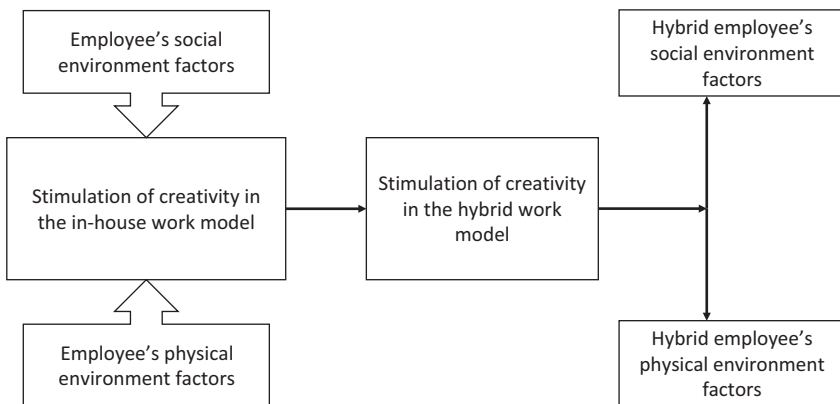 Employee’s social
environment factors
Stimulation of creativity in
the in-house work model
Employee’s physical
environment factors
Stimulation of creativity
in the hybrid work
model
Hybrid employee’s
social environment
factors
Hybrid employee’s
physical environment
factors